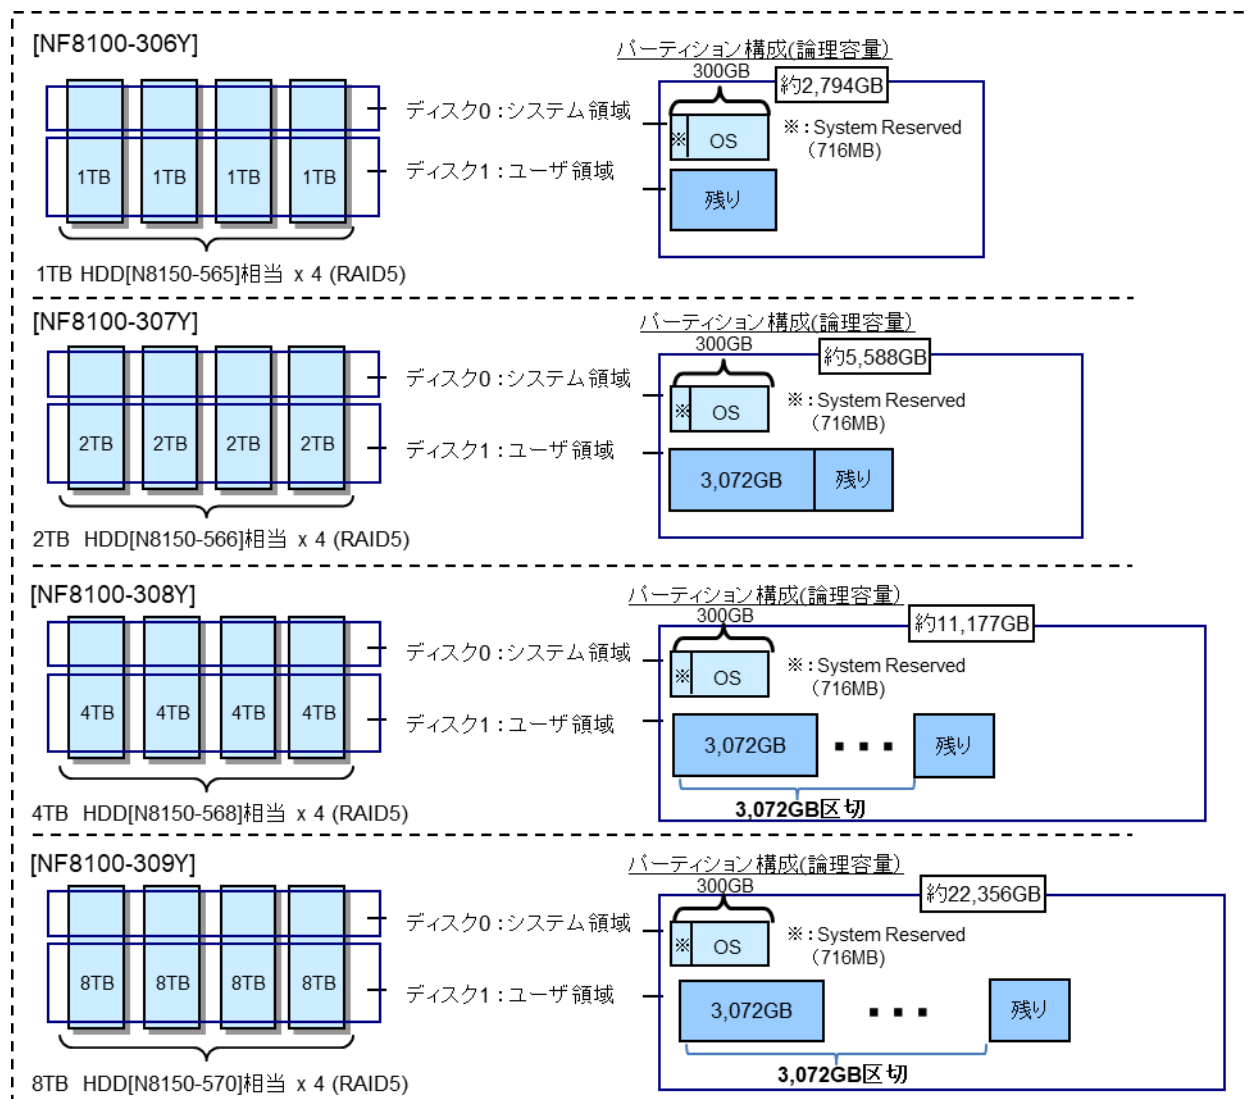 [NF8100-306Y]
パーティション構成(論理容量)
300GB
約2,794GB
ディスク0：システム領域
※
OS
※：System Reserved
（716MB)
ディスク1：ユーザ領域
1TB
1TB
1TB
1TB
残り
1TB HDD[N8150-565]相当 x 4 (RAID5)
[NF8100-307Y]
パーティション構成(論理容量)
300GB
約5,588GB
ディスク0：システム領域
※
OS
※：System Reserved
（716MB)
ディスク1：ユーザ領域
2TB
2TB
2TB
2TB
3,072GB
残り
2TB HDD[N8150-566]相当 x 4 (RAID5)
[NF8100-308Y]
パーティション構成(論理容量)
300GB
約11,177GB
ディスク0：システム領域
※
OS
※：System Reserved
（716MB)
ディスク1：ユーザ領域
4TB
4TB
4TB
4TB
3,072GB
・・・
残り
3,072GB区切
4TB HDD[N8150-568]相当 x 4 (RAID5)
[NF8100-309Y]
パーティション構成(論理容量)
300GB
約22,356GB
ディスク0：システム領域
※
OS
※：System Reserved
（716MB)
ディスク1：ユーザ領域
8TB
8TB
8TB
8TB
3,072GB
・・・
残り
3,072GB区切
8TB HDD[N8150-570]相当 x 4 (RAID5)